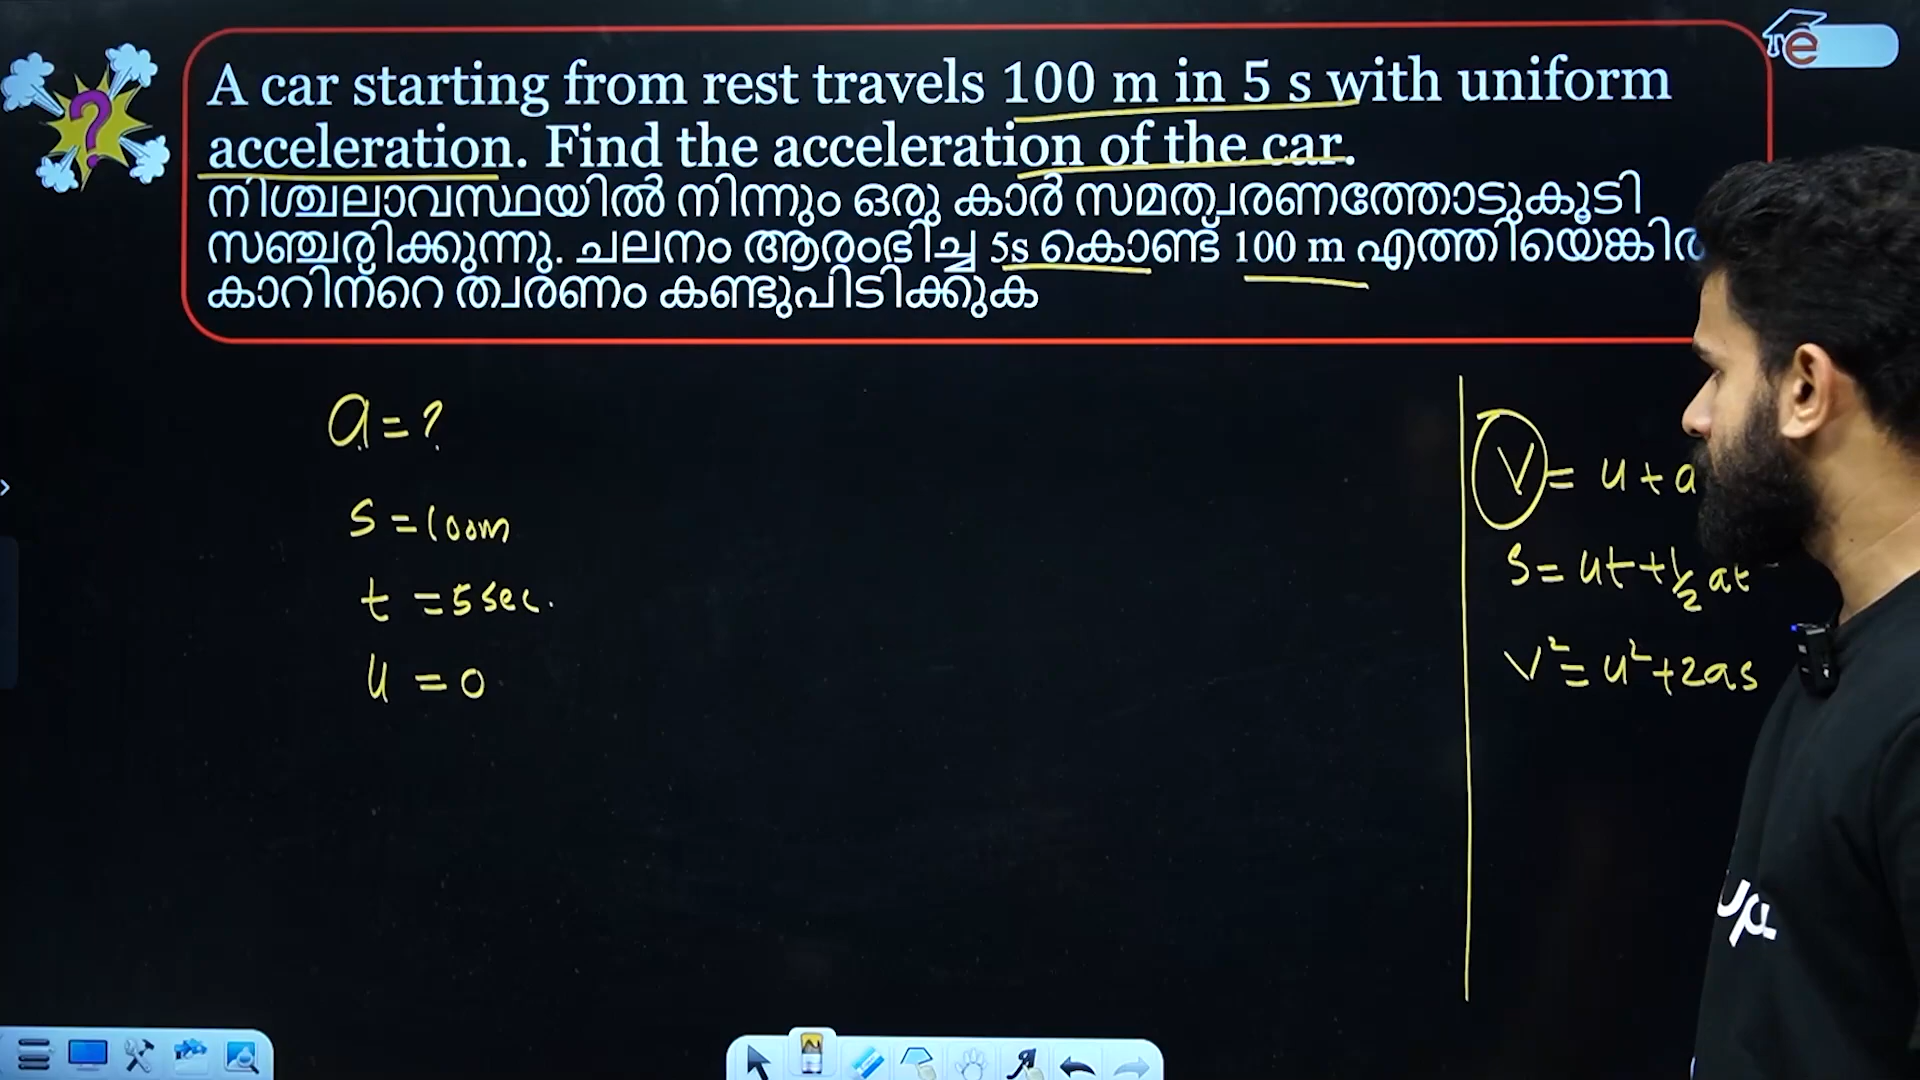 A car starting from rest travels 100 m in 5 s with uniform
acceleration. Find the acceleration of the car.
നിശ്ചലാവസ്ഥയിൽ നിന്നും ഒരു കാർ സമത്വരണത്തോടുകൂടി
സഞ്ചരിക്കുന്നു. ചലനം ആരംഭിച്ച 5s കൊണ്ട് 100 m
കാറിന്റെ ത്വരണം കണ്ടുപിടിക്കുക
a = ?
s = 100m
t = 5 sec.
u = 0
V = u + a
S = ut + ½ at
V² = u² + 2as
e